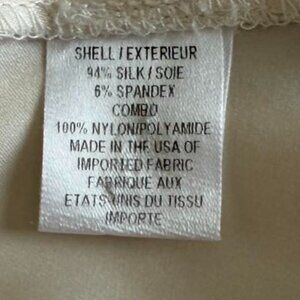 SHELL / EXTERIEUR
94% SILK / SOIE
6% SPANDEX
COMBO
100% NYLON/POLYAMIDE
MADE IN THE USA OF
IMPORTED FABRIC
FABRIQUE AUX
ETATS-UNIS DU TISSU
IMPORTE